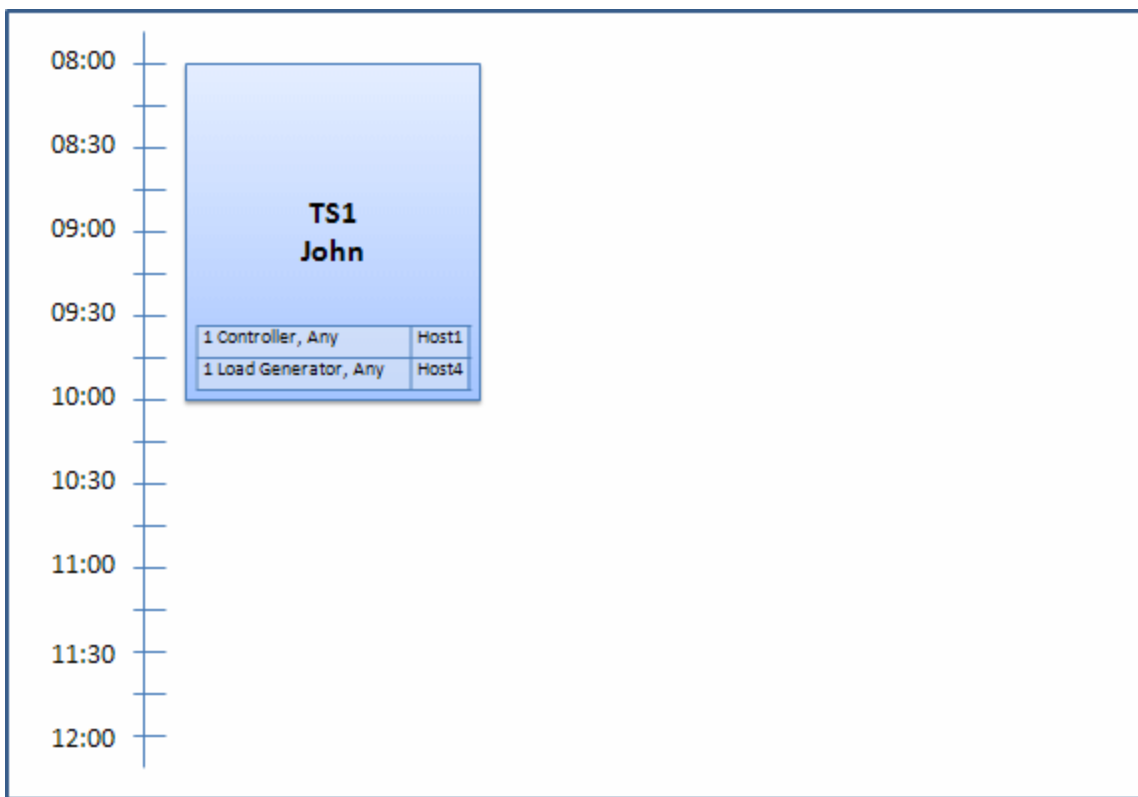 08:00
08:30
09:00
09:30
10:00
10:30
11:00
11:30
12:00
TS1
John
1 Controller, Any Host1
1 Load Generator, Any Host4